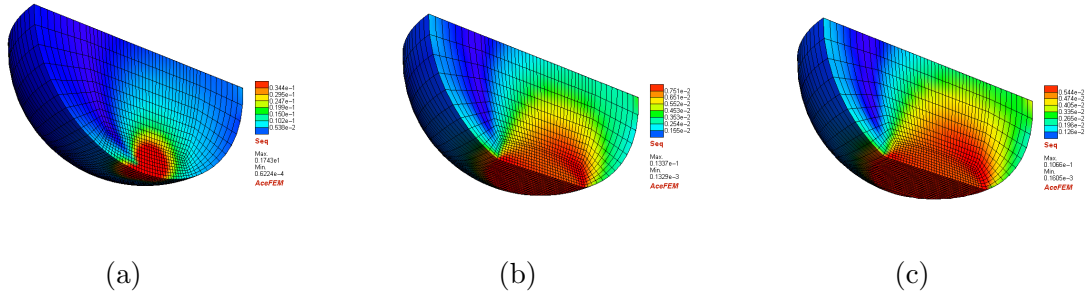 0.344e-1
0.295e-1
0.247e-1
0.199e-1
0.150e-1
0.102e-1
0.538e-2
Seq
Max.
0.1743e1
Min.
0.6224e-4
AceFEM
0.751e-2
0.651e-2
0.552e-2
0.453e-2
0.353e-2
0.254e-2
0.155e-2
Seq
Max.
0.1337e-1
Min.
0.1329e-3
AceFEM
0.544e-2
0.474e-2
0.405e-2
0.335e-2
0.265e-2
0.196e-2
0.126e-2
Seq
Max.
0.1066e-1
Min.
0.1605e-3
AceFEM
(a)
(b)
(c)